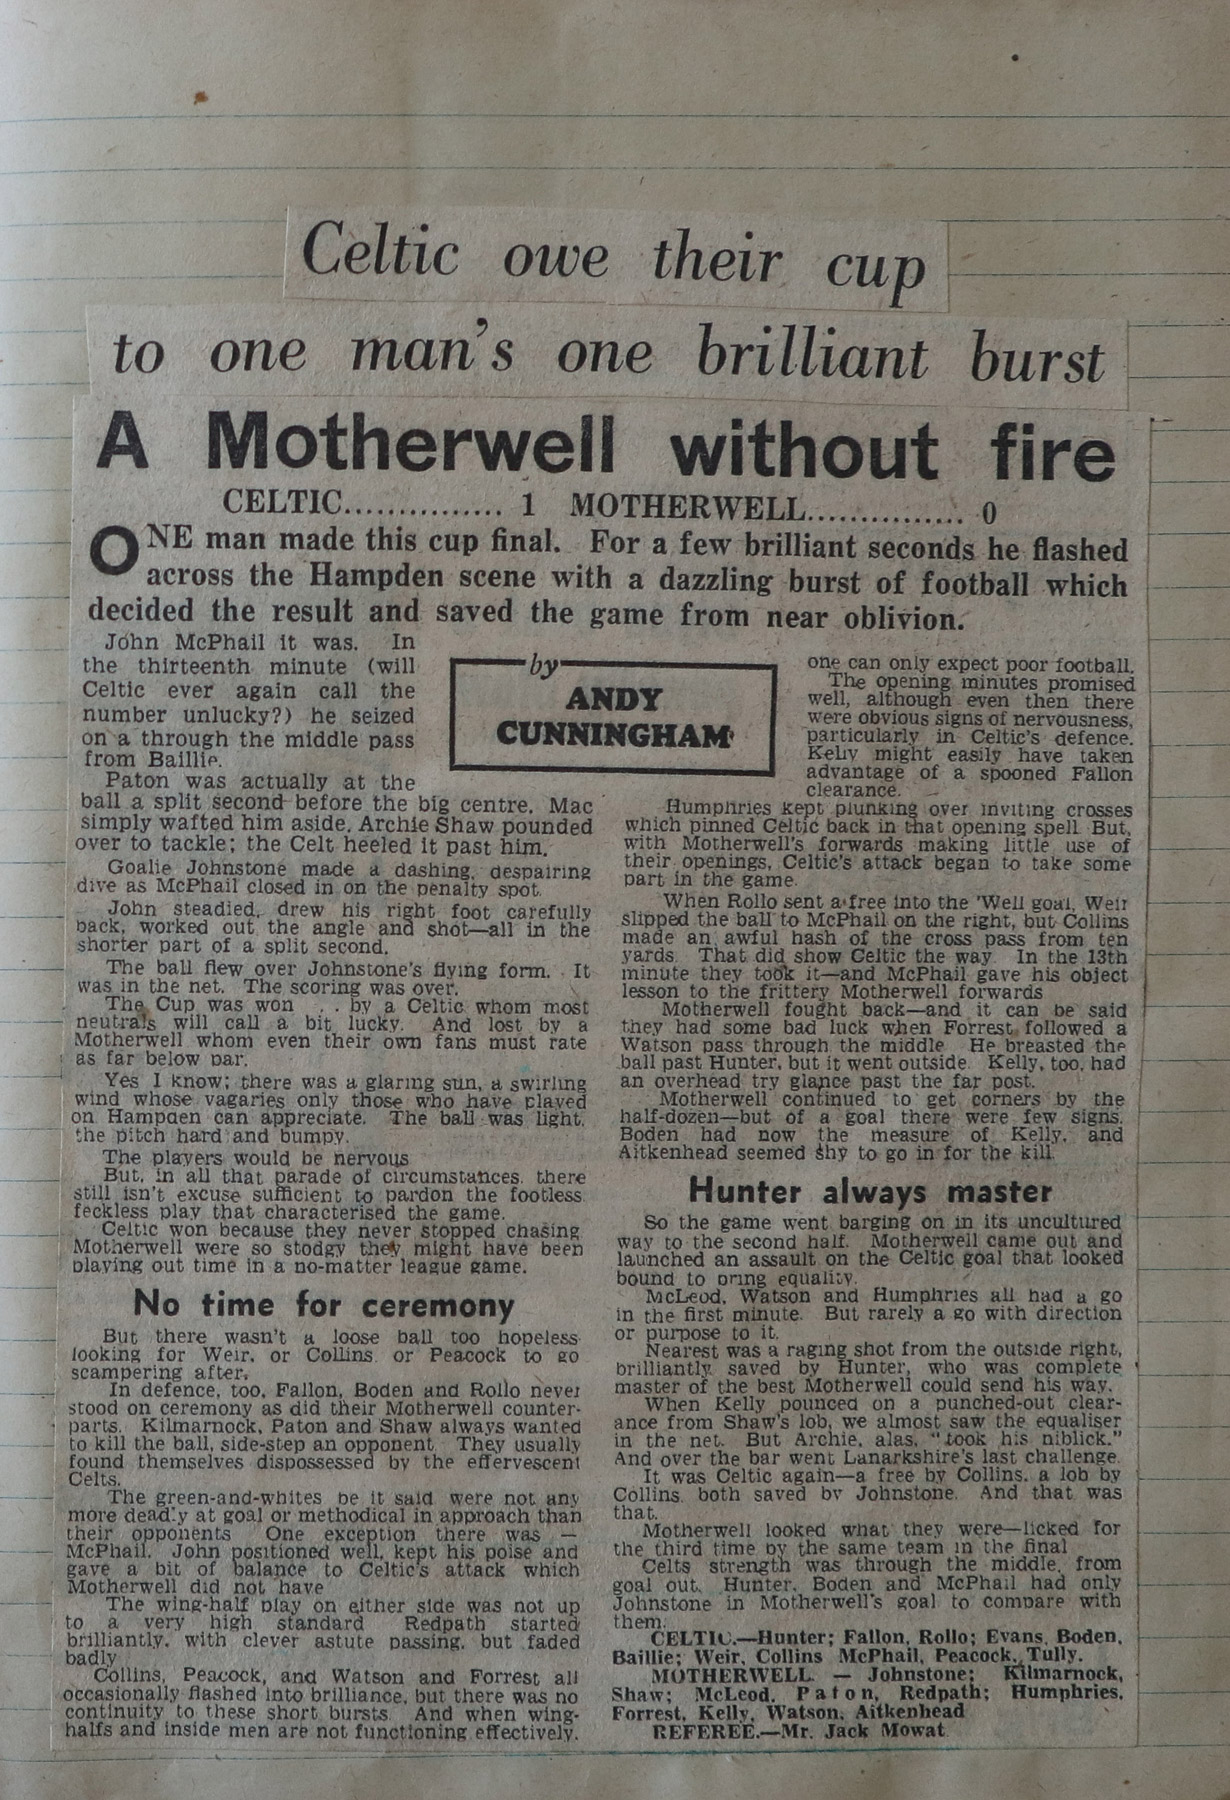 Celtic owe their cup
to one man's one brilliant burst
A Motherwell without fire
CELTIC............... 1 MOTHERWELL............... 0
ONE man made this cup final. For a few brilliant seconds he flashed
across the Hampden scene with a dazzling burst of football which
decided the result and saved the game from near oblivion.
by
ANDY
CUNNINGHAM
John McPhail it was. In
the thirteenth minute (will
Celtic ever again call the
number unlucky?) he seized
on a through the middle pass
from Baillie.
Paton was actually at the
ball a split second before the big centre. Mac
simply wafted him aside. Archie Shaw pounded
over to tackle; the Celt heeled it past him.
Goalie Johnstone made a dashing, despairing
dive as McPhail closed in on the penalty spot.
John steadied, drew his right foot carefully
back, worked out the angle and shot—all in the
shorter part of a split second.
The ball flew over Johnstone's flying form. It
was in the net. The scoring was over.
The Cup was won . . by a Celtic whom most
neutrals will call a bit lucky. And lost by a
Motherwell whom even their own fans must rate
as far below par.
Yes I know; there was a glaring sun, a swirling
wind whose vagaries only those who have played
on Hampden can appreciate. The ball was light,
the pitch hard and bumpy.
The players would be nervous
But, in all that parade of circumstances, there
still isn't excuse sufficient to pardon the footless
feckless play that characterised the game.
Celtic won because they never stopped chasing
Motherwell were so stodgy they might have been
playing out time in a no-matter league game.
No time for ceremony
But there wasn't a loose ball too hopeless
looking for Weir, or Collins or Peacock to go
scampering after.
In defence, too, Fallon, Boden and Rollo never
stood on ceremony as did their Motherwell counter-
parts. Kilmarnock, Paton and Shaw always wanted
to kill the ball, side-step an opponent They usually
found themselves dispossessed by the effervescent
Celts.
The green-and-whites be it said were not any
more deadly at goal or methodical in approach than
their opponents One exception there was —
McPhail. John positioned well, kept his poise and
gave a bit of balance to Celtic's attack which
Motherwell did not have
The wing-half play on either side was not up
to a very high standard Redpath started
brilliantly, with clever astute passing, but faded
badly
Collins, Peacock, and Watson and Forrest all
occasionally flashed into brilliance, but there was no
continuity to these short bursts. And when wing-
halfs and inside men are not functioning effectively.
one can only expect poor football.
The opening minutes promised
well, although even then there
were obvious signs of nervousness,
particularly in Celtic's defence.
Kelly might easily have taken
advantage of a spooned Fallon
clearance.
Humphries kept plunking over inviting crosses
which pinned Celtic back in that opening spell But,
with Motherwell's forwards making little use of
their openings, Celtic's attack began to take some
part in the game.
When Rollo sent a free into the 'Well goal, Weir
slipped the ball to McPhail on the right, but Collins
made an awful hash of the cross pass from ten
yards. That did show Celtic the way. In the 13th
minute they took it—and McPhail gave his object
lesson to the frittery Motherwell forwards
Motherwell fought back—and it can be said
they had some bad luck when Forrest followed a
Watson pass through the middle He breasted the
ball past Hunter, but it went outside. Kelly, too, had
an overhead try glance past the far post.
Motherwell continued to get corners by the
half-dozen—but of a goal there were few signs.
Boden had now the measure of Kelly, and
Aitkenhead seemed shy to go in for the kill.
Hunter always master
So the game went barging on in its uncultured
way to the second half. Motherwell came out and
launched an assault on the Celtic goal that looked
bound to bring equality.
McLeod, Watson and Humphries all had a go
in the first minute. But rarely a go with direction
or purpose to it.
Nearest was a raging shot from the outside right,
brilliantly saved by Hunter, who was complete
master of the best Motherwell could send his way.
When Kelly pounced on a punched-out clear-
ance from Shaw's lob, we almost saw the equaliser
in the net. But Archie, alas, "took his niblick."
And over the bar went Lanarkshire's last challenge.
It was Celtic again—a free by Collins, a lob by
Collins, both saved by Johnstone. And that was
that.
Motherwell looked what they were—licked for
the third time by the same team in the final
Celts strength was through the middle, from
goal out. Hunter, Boden and McPhail had only
Johnstone in Motherwell's goal to compare with
them.
CELTIC.—Hunter; Fallon, Rollo; Evans, Boden,
Baillie; Weir, Collins McPhail, Peacock, Tully.
MOTHERWELL — Johnstone; Kilmarnock,
Shaw; McLeod, Paton, Redpath; Humphries,
Forrest, Kelly, Watson, Aitkenhead
REFEREE.—Mr. Jack Mowat